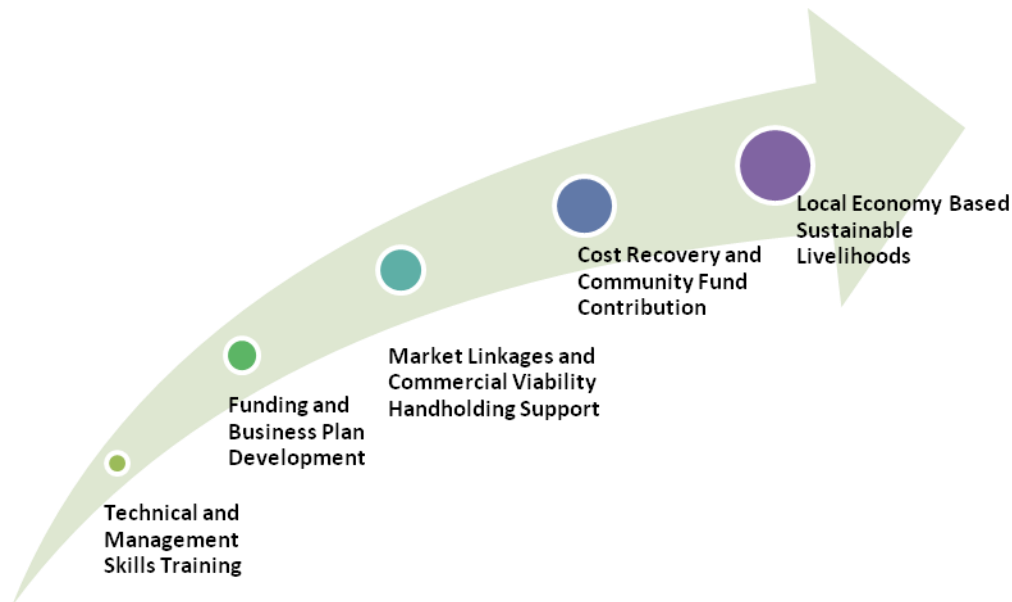 Technical and
Management
Skills Training
Funding and
Business Plan
Development
Market Linkages and
Commercial Viability
Handholding Support
Cost Recovery and
Community Fund
Contribution
Local Economy Based
Sustainable
Livelihoods